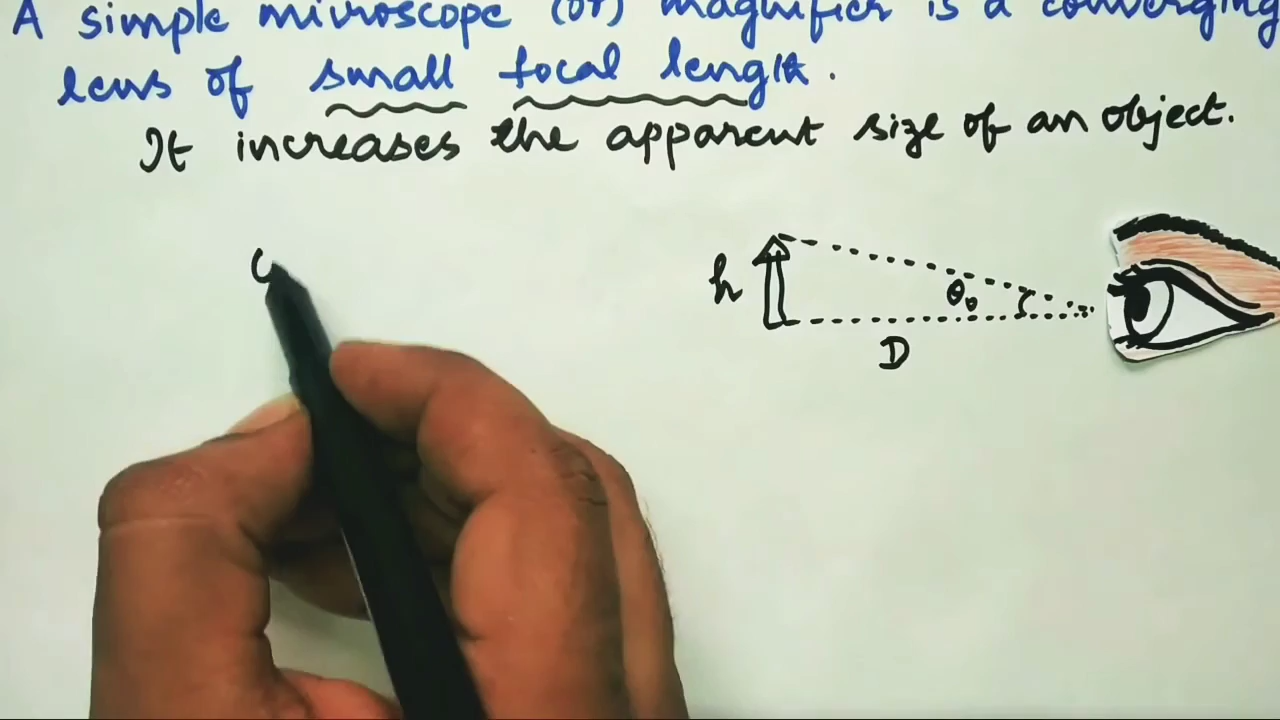 A simple microscope (or) magnifier is a converging
lens of small focal length.
It increases the apparent size of an object.
h
θ₀
D